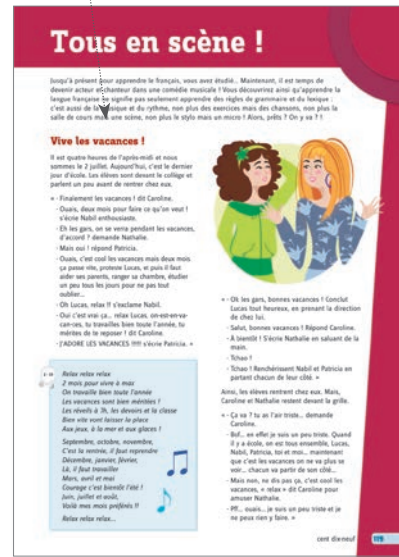 Tous en scène !
Jusqu'à présent pour apprendre le français, vous avez étudié... Maintenant, il est temps de
devenir acteur et chanteur dans une comédie musicale ! Vous découvrirez ainsi qu'apprendre la
langue française ne signifie pas seulement apprendre des règles de grammaire et du lexique :
c'est aussi de la musique et du rythme, non plus des exercices mais des chansons, non plus la
salle de cours mais une scène, non plus le stylo mais un micro ! Alors, prêts ? On y va ? !
Vive les vacances !
Il est quatre heures de l'après-midi et nous
sommes le 2 juillet. Aujourd'hui, c'est le dernier
jour d'école. Les élèves sont devant le collège et
parlent un peu avant de rentrer chez eux.
« - Finalement les vacances ! dit Caroline.
- Ouais, deux mois pour faire ce qu'on veut !
s'écrie Nabil enthousiaste.
- Eh les gars, on se verra pendant les vacances,
d'accord ? demande Nathalie.
- Mais oui ! répond Patricia.
- Ouais, c'est cool les vacances mais deux mois
ça passe vite, proteste Lucas, et puis il faut
aider ses parents, ranger sa chambre, étudier
un peu tous les jours pour ne pas tout
oublier...
- Oh Lucas, relax !! s'exclame Nabil.
- Oui c'est vrai ça... relax Lucas, on-est-en-va-
can-ces, tu travailles bien toute l'année, tu
mérites de te reposer ! dit Caroline.
- J'ADORE LES VACANCES !!!!! s'écrie Patricia. »
Relax relax relax
2 mois pour vivre à max
On travaille bien toute l'année
Les vacances sont bien méritées !
Les réveils à 7h, les devoirs et la classe
Bien vite vont laisser la place
Aux jeux, à la mer et aux glaces !
Septembre, octobre, novembre,
C'est la rentrée, il faut reprendre
Décembre, janvier, février,
Là, il faut travailler
Mars, avril et mai
Courage c'est bientôt l'été !
Juin, juillet et août,
Voilà mes mois préférés !!
Relax relax relax...
« - Ok les gars, bonnes vacances ! Conclut
Lucas tout heureux, en prenant la direction
de chez lui.
- Salut, bonnes vacances ! Répond Caroline.
- À bientôt ! S'écrie Nathalie en saluant de la
main.
- Tchao !
- Tchao ! Renchérissent Nabil et Patricia en
partant chacun de leur côté. »
Ainsi, les élèves rentrent chez eux. Mais,
Caroline et Nathalie restent devant la grille.
« - Ça va ? tu as l'air triste... demande
Caroline.
- Bof... en effet je suis un peu triste. Quand
il y a école, on est tous ensemble, Lucas,
Nabil, Patricia, toi et moi... maintenant
que c'est les vacances on ne va plus se
voir... chacun va partir de son côté...
- Mais non, ne dis pas ça, c'est cool les
vacances, « relax » dit Caroline pour
amuser Nathalie.
- Pff... ouais... je suis un peu triste et je
ne peux rien y faire. »
cent dix-neuf
119